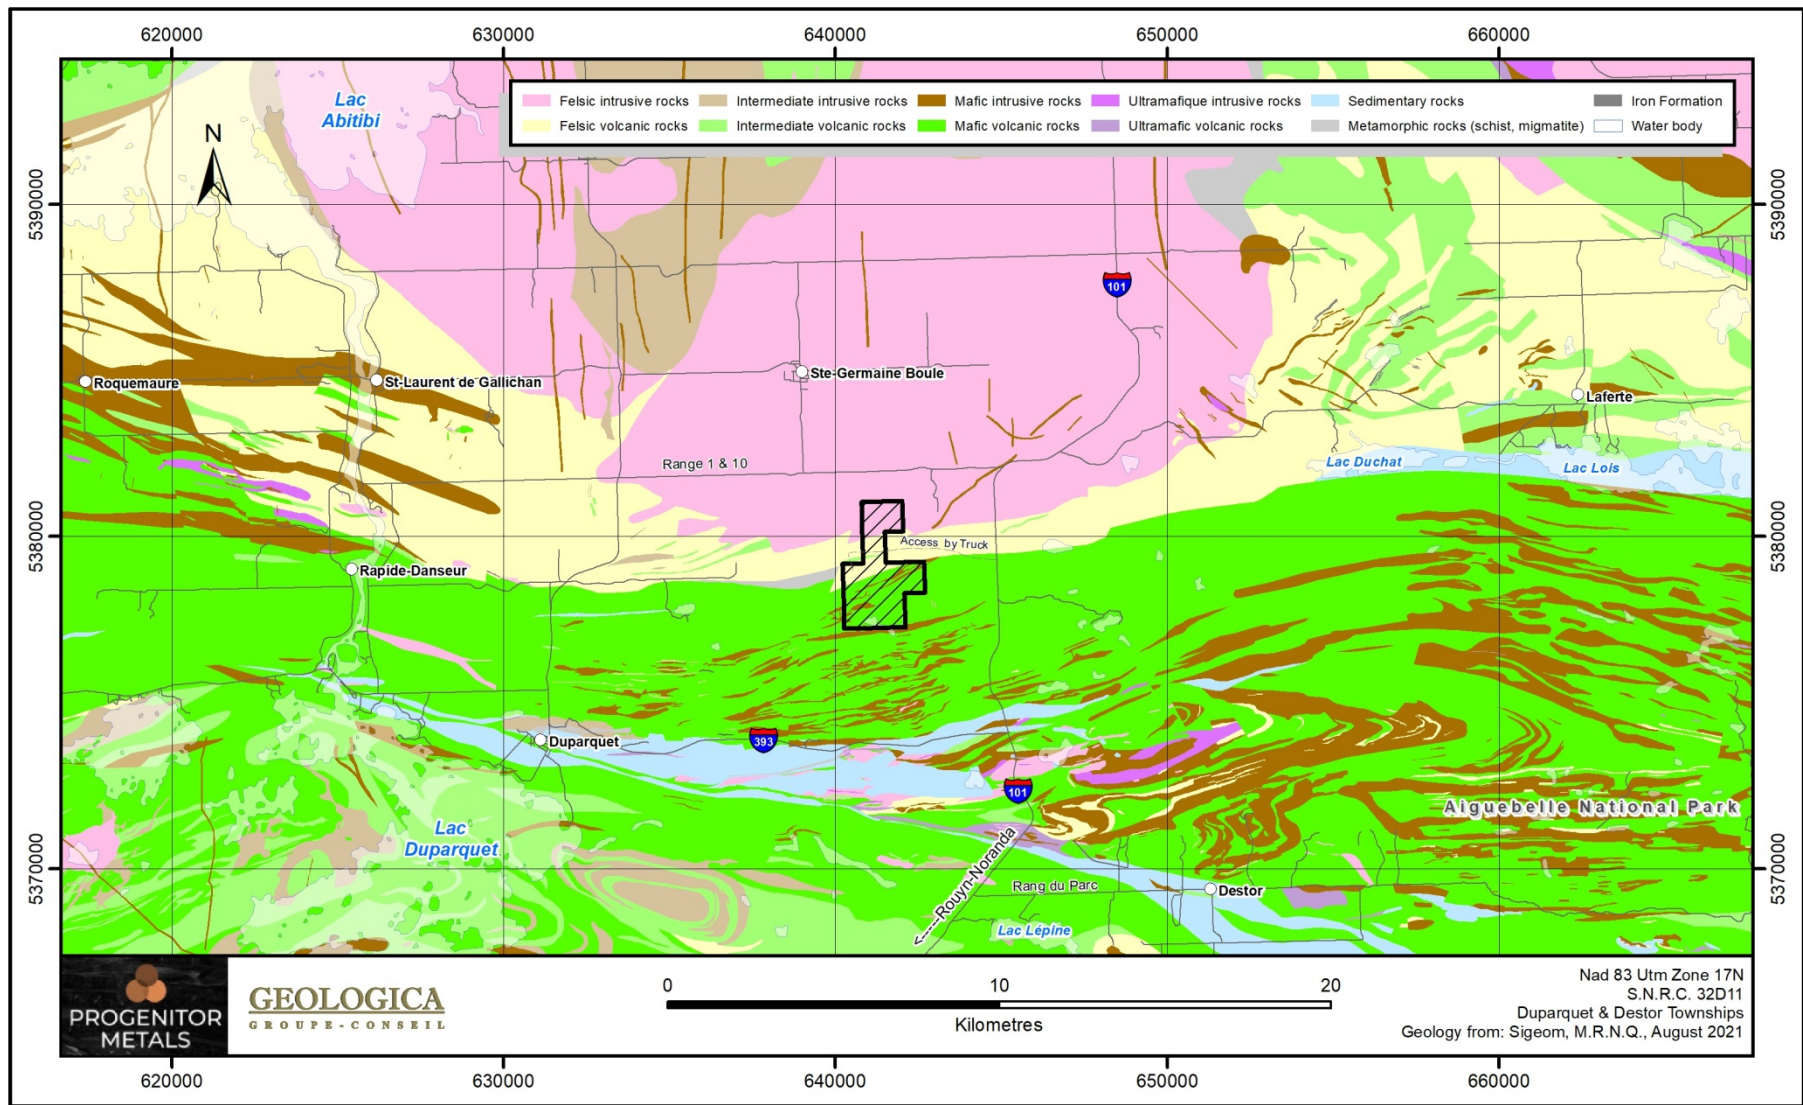 620000 630000 640000 650000 660000
Felsic intrusive rocks Intermediate intrusive rocks Mafic intrusive rocks Ultramafique intrusive rocks Sedimentary rocks Iron Formation
Felsic volcanic rocks Intermediate volcanic rocks Mafic volcanic rocks Ultramafic volcanic rocks Metamorphic rocks (schist, migmatite) Water body
Lac
Abitibi
N
5390000 5390000
101
Roquemaure
St-Laurent de Gallichan
Ste-Germaine Boule
Laferte
Range 1 & 10
Lac Duchat
Lac Lois
5380000 5380000
Access by Truck
Rapide-Danseur
Duparquet
393
101
Aiguebelle National Park
Lac
Duparquet
<-----Rouyn-Noranda
5370000 5370000
Rang du Parc
Destor
Lac Lépine
PROGENITOR
METALS
GEOLOGICA
GROUPE-CONSEIL
0 10 20
Kilometres
Nad 83 Utm Zone 17N
S.N.R.C. 32D11
Duparquet & Destor Townships
Geology from: Sigeom, M.R.N.Q., August 2021
620000 630000 640000 650000 660000